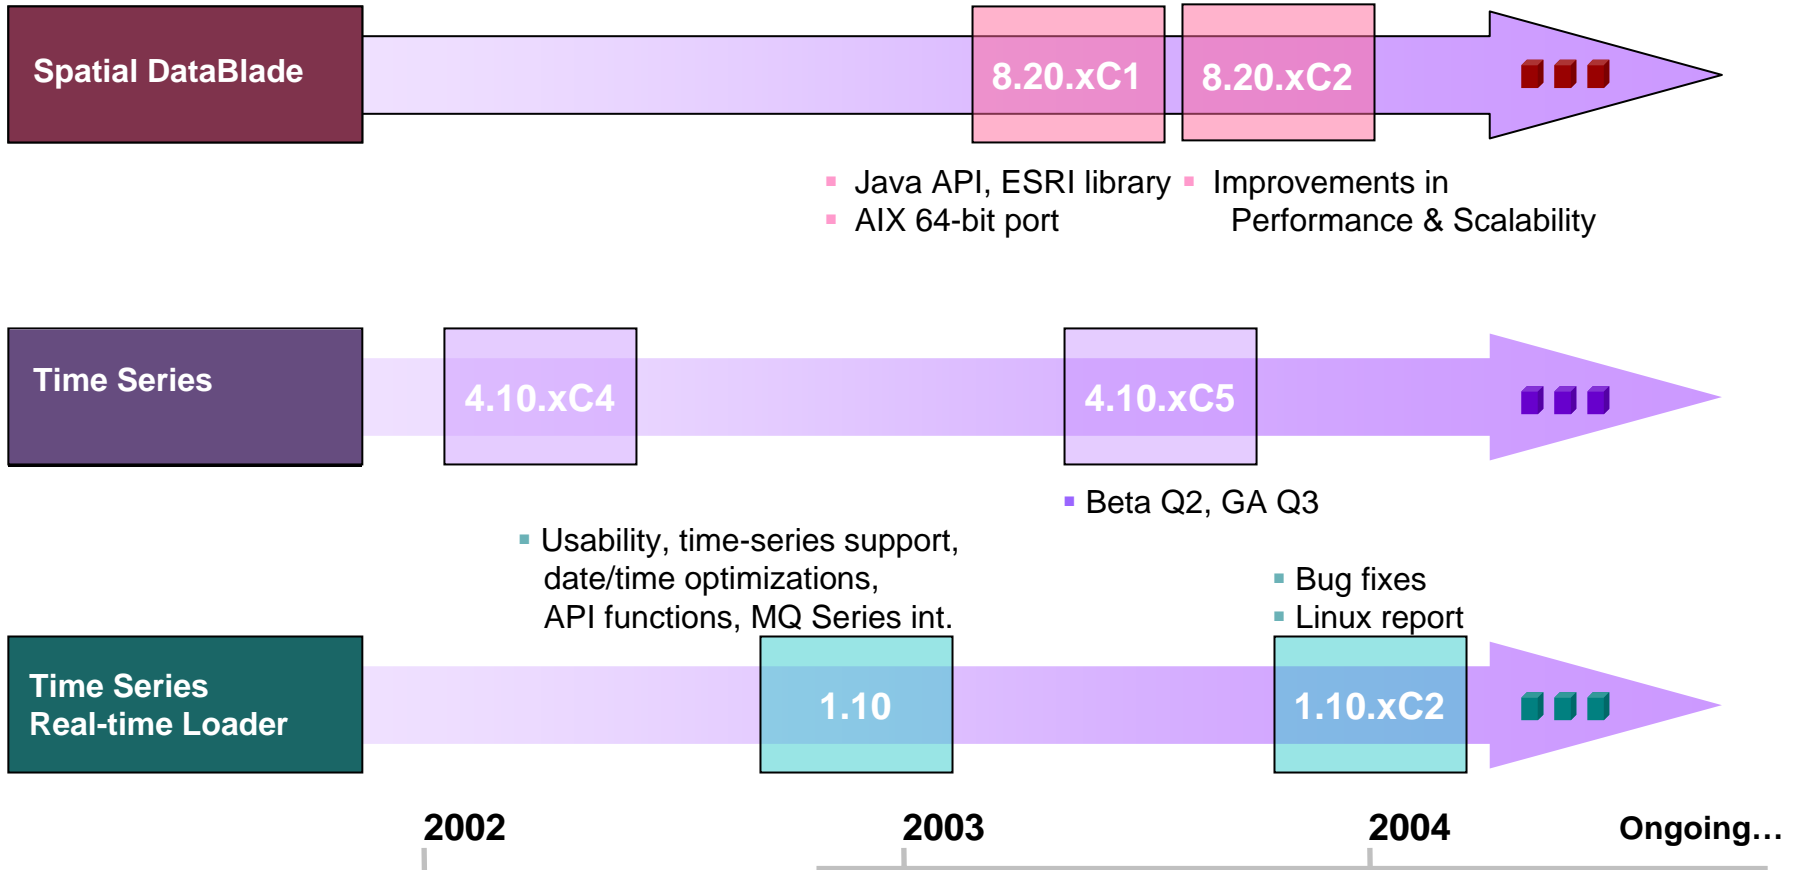 Spatial DataBlade
8.20.xC1
8.20.xC2
Java API, ESRI library
AIX 64-bit port
Improvements in
Performance & Scalability
Time Series
4.10.xC4
4.10.xC5
Beta Q2, GA Q3
Usability, time-series support,
date/time optimizations,
API functions, MQ Series int.
Bug fixes
Linux report
Time Series
Real-time Loader
1.10
1.10.xC2
2002
2003
2004
Ongoing...